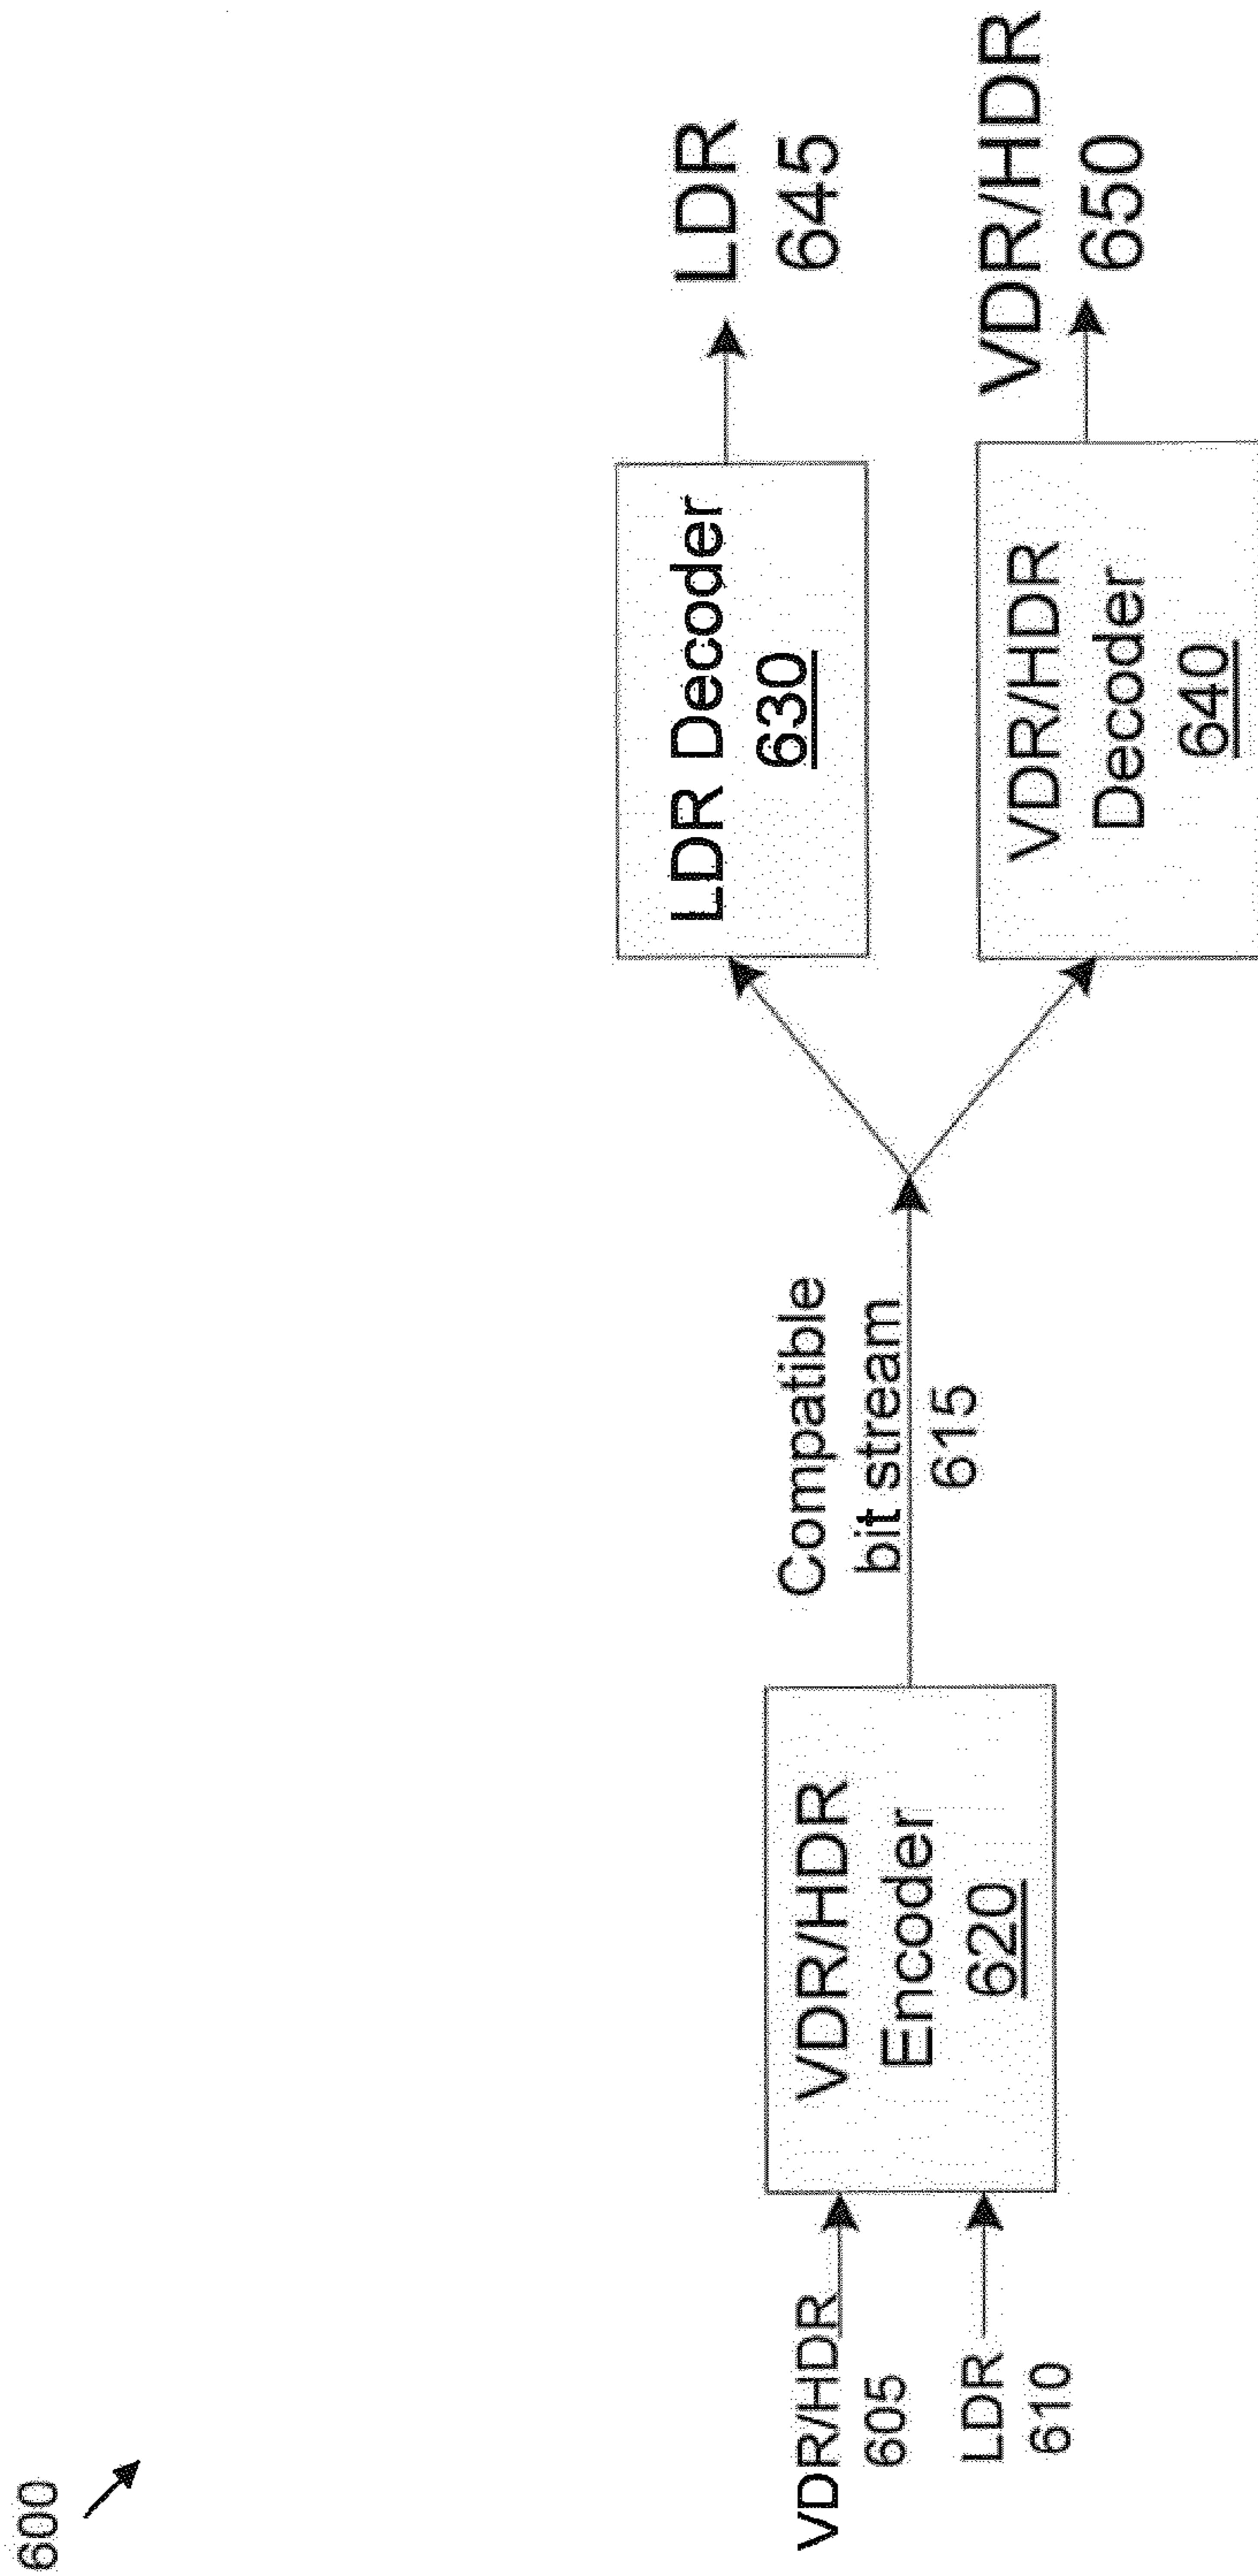 600
VDR/HDR
605
LDR
610
VDR/HDR
Encoder
620
Compatible
bit stream
615
LDR Decoder
630
VDR/HDR
Decoder
640
LDR
645
VDR/HDR
650